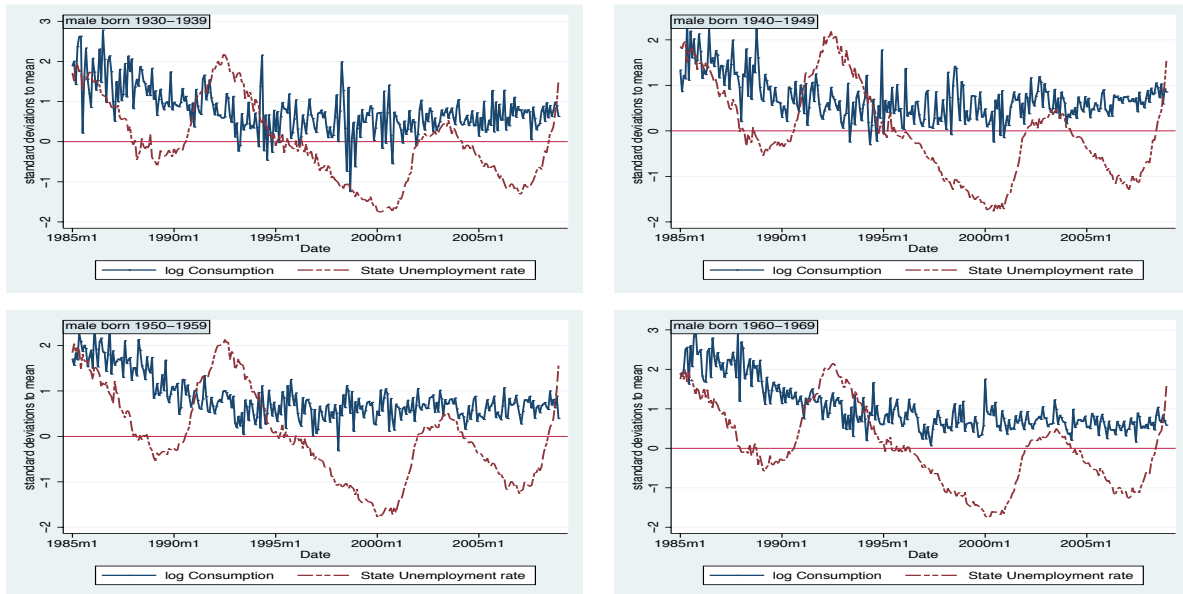 male born 1930−1939
standard deviations to mean
3
2
1
0
−1
−2
1985m1 1990m1 1995m1 2000m1 2005m1
Date
log Consumption State Unemployment rate
male born 1940−1949
standard deviations to mean
2
1
0
−1
−2
1985m1 1990m1 1995m1 2000m1 2005m1
Date
log Consumption State Unemployment rate
male born 1950−1959
standard deviations to mean
2
1
0
−1
−2
1985m1 1990m1 1995m1 2000m1 2005m1
Date
log Consumption State Unemployment rate
male born 1960−1969
standard deviations to mean
3
2
1
0
−1
−2
1985m1 1990m1 1995m1 2000m1 2005m1
Date
log Consumption State Unemployment rate